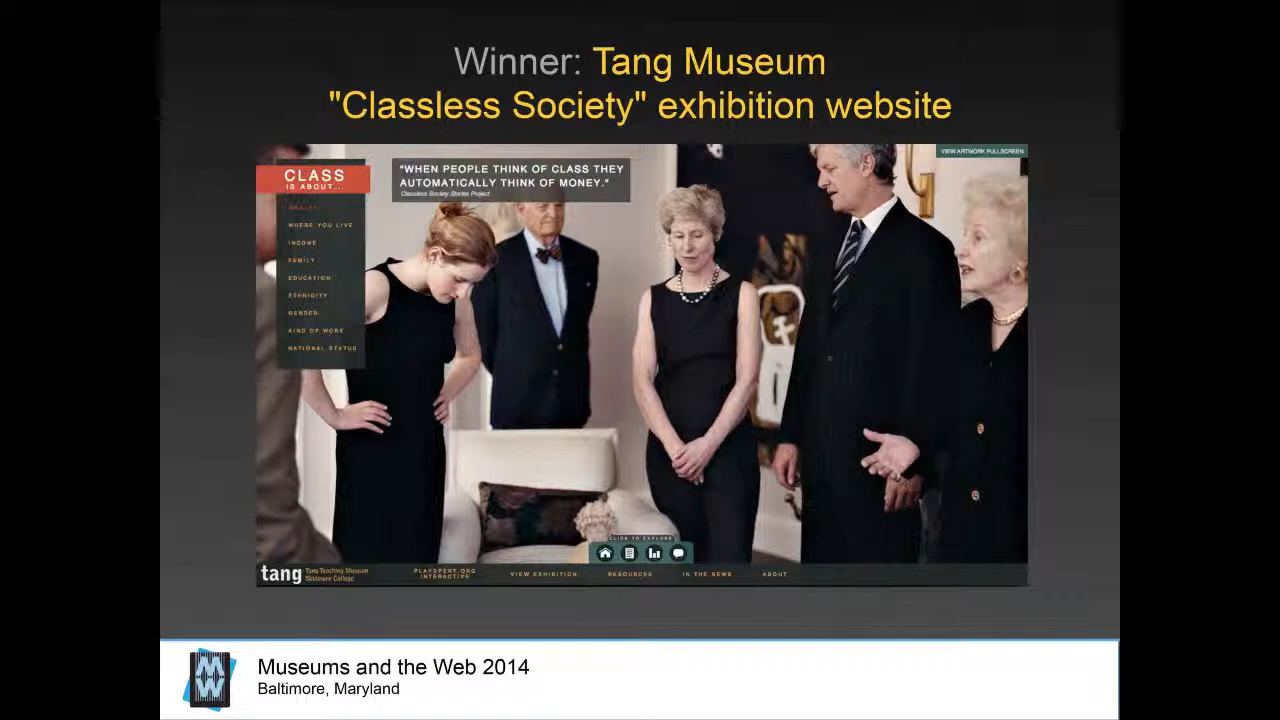 Winner: Tang Museum
"Classless Society" exhibition website
VIEW ARTWORK FULLSCREEN
CLASS
IS ABOUT...
"WHEN PEOPLE THINK OF CLASS THEY
AUTOMATICALLY THINK OF MONEY."
Classless Society Stories Project
WHERE YOU LIVE
INCOME
FAMILY
EDUCATION
ETHNICITY
GENDER
KIND OF WORK
NATIONAL STATUS
CLICK TO EXPLORE
tang
Tang Teaching Museum
Skidmore College
PLAYSPENT.ORG
INTERACTIVE
VIEW EXHIBITION
RESOURCES
IN THE NEWS
ABOUT
MW
Museums and the Web 2014
Baltimore, Maryland